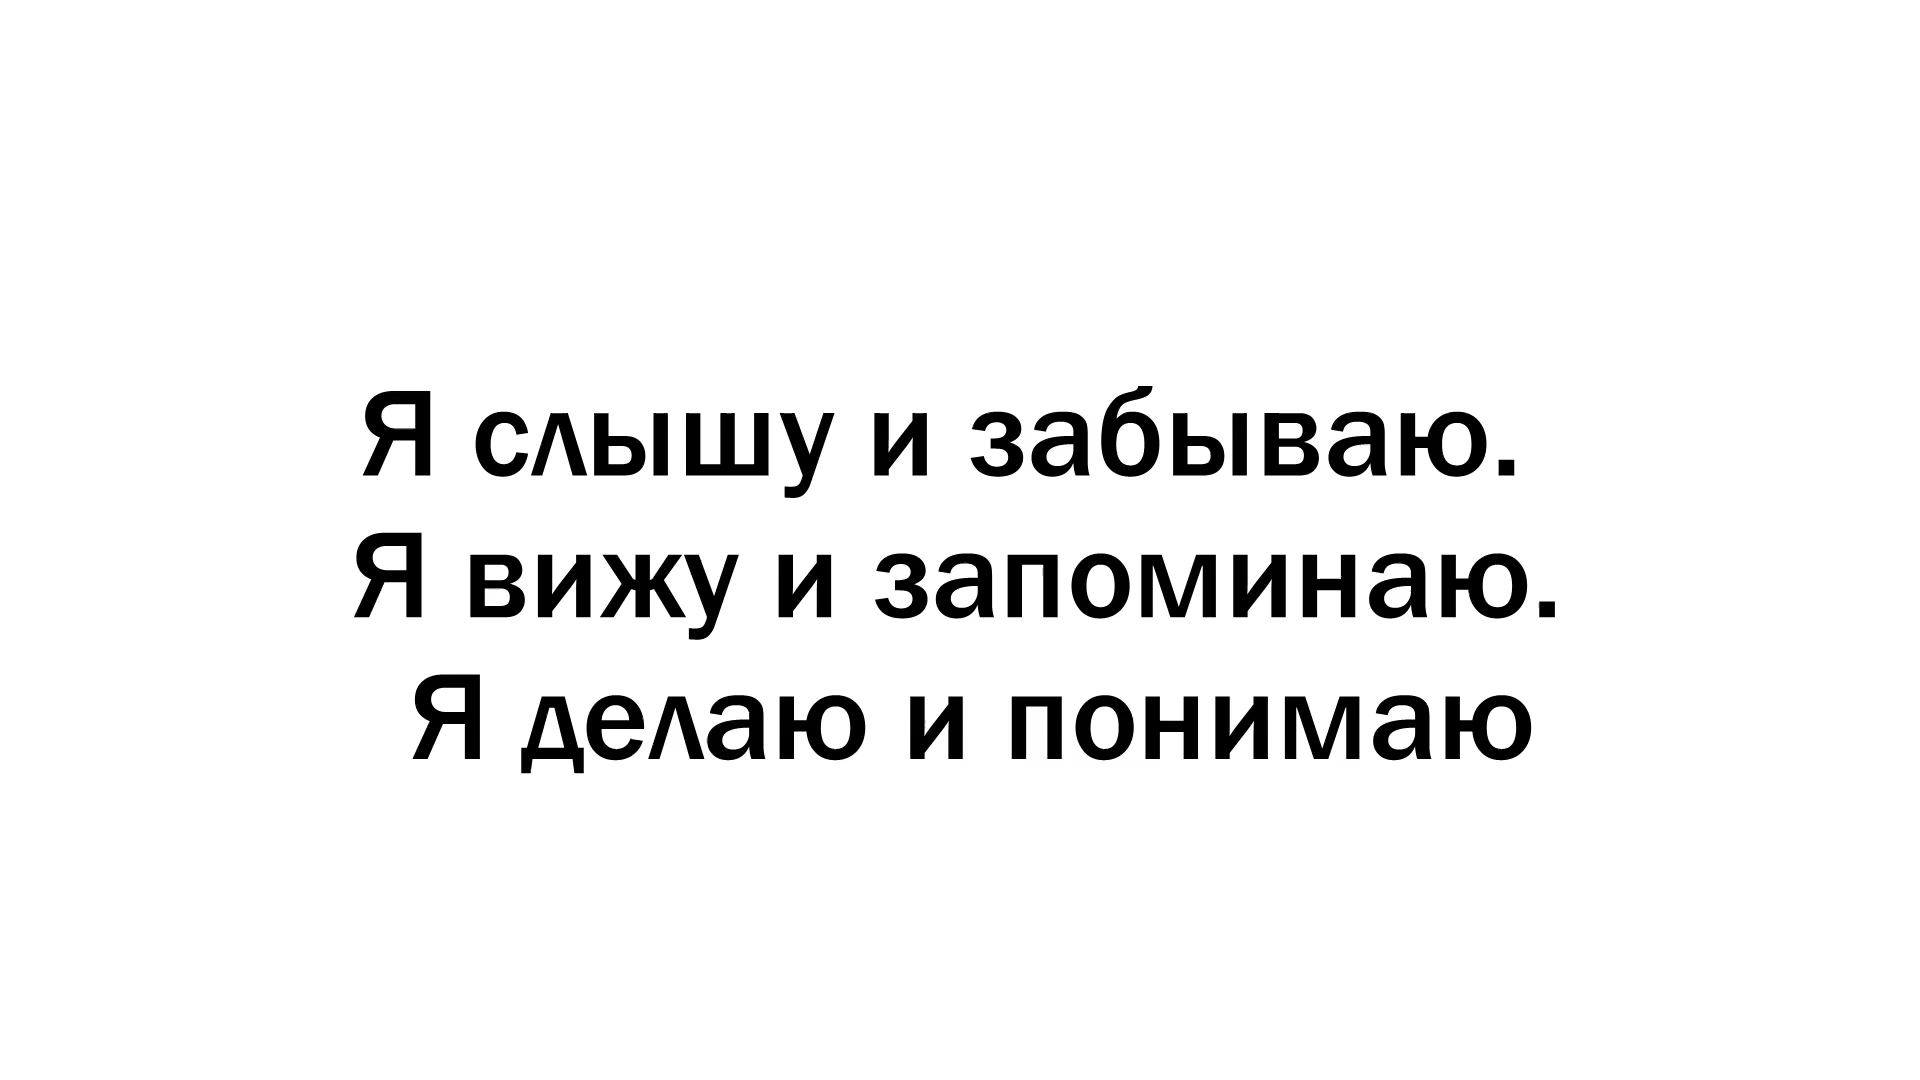 Я слышу и забываю.
Я вижу и запоминаю.
Я делаю и понимаю